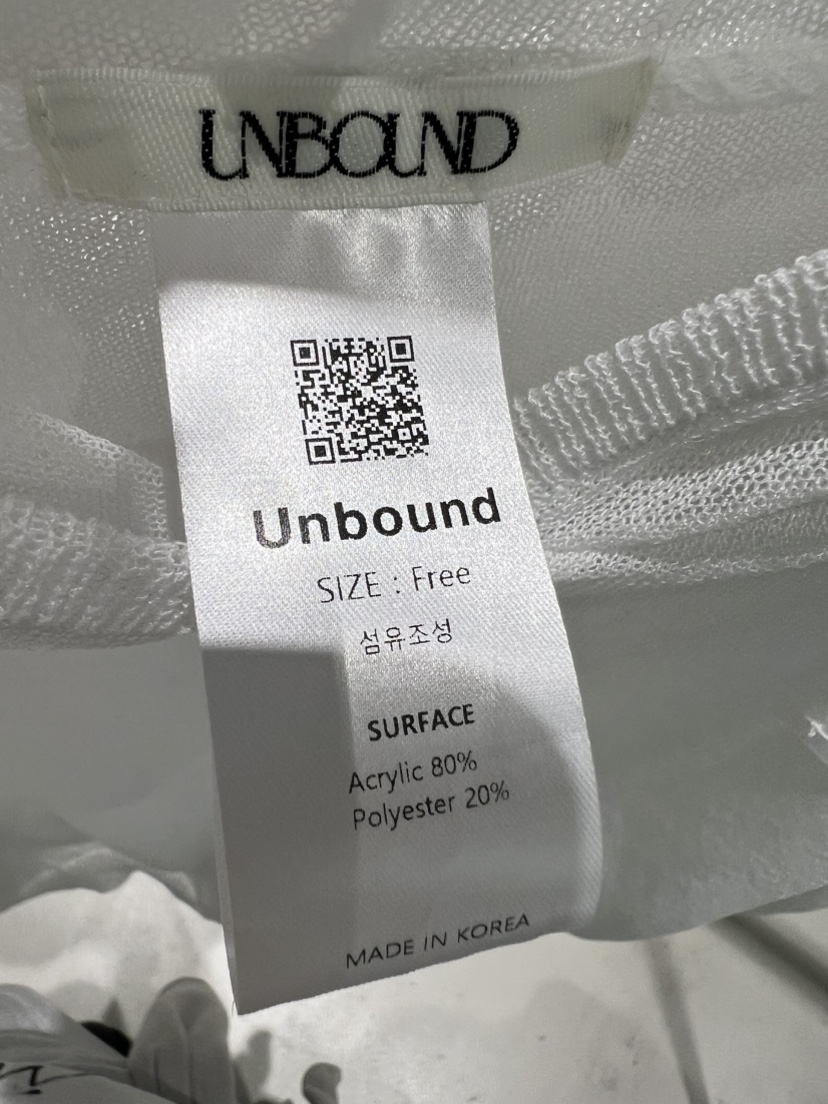 UNBOUND
Unbound
SIZE : Free
섬유조성
SURFACE
Acrylic 80%
Polyester 20%
MADE IN KOREA